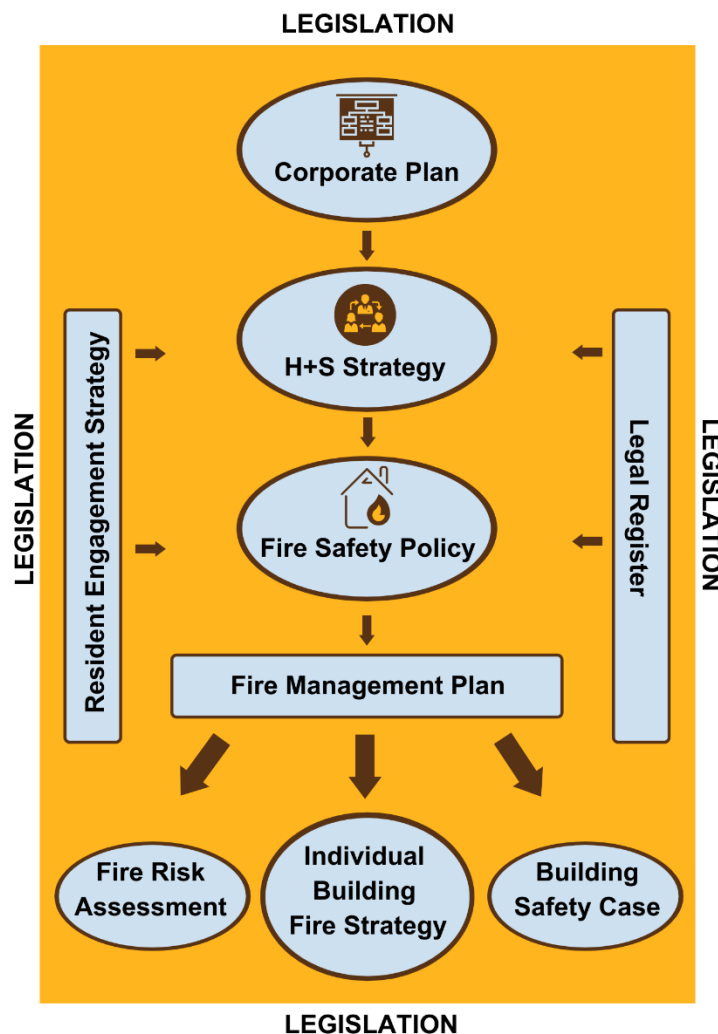 LEGISLATION
Corporate Plan
H+S Strategy
Fire Safety Policy
Fire Management Plan
Resident Engagement Strategy
Legal Register
LEGISLATION
LEGISLATION
Fire Risk
Assessment
Individual
Building
Fire Strategy
Building
Safety Case
LEGISLATION